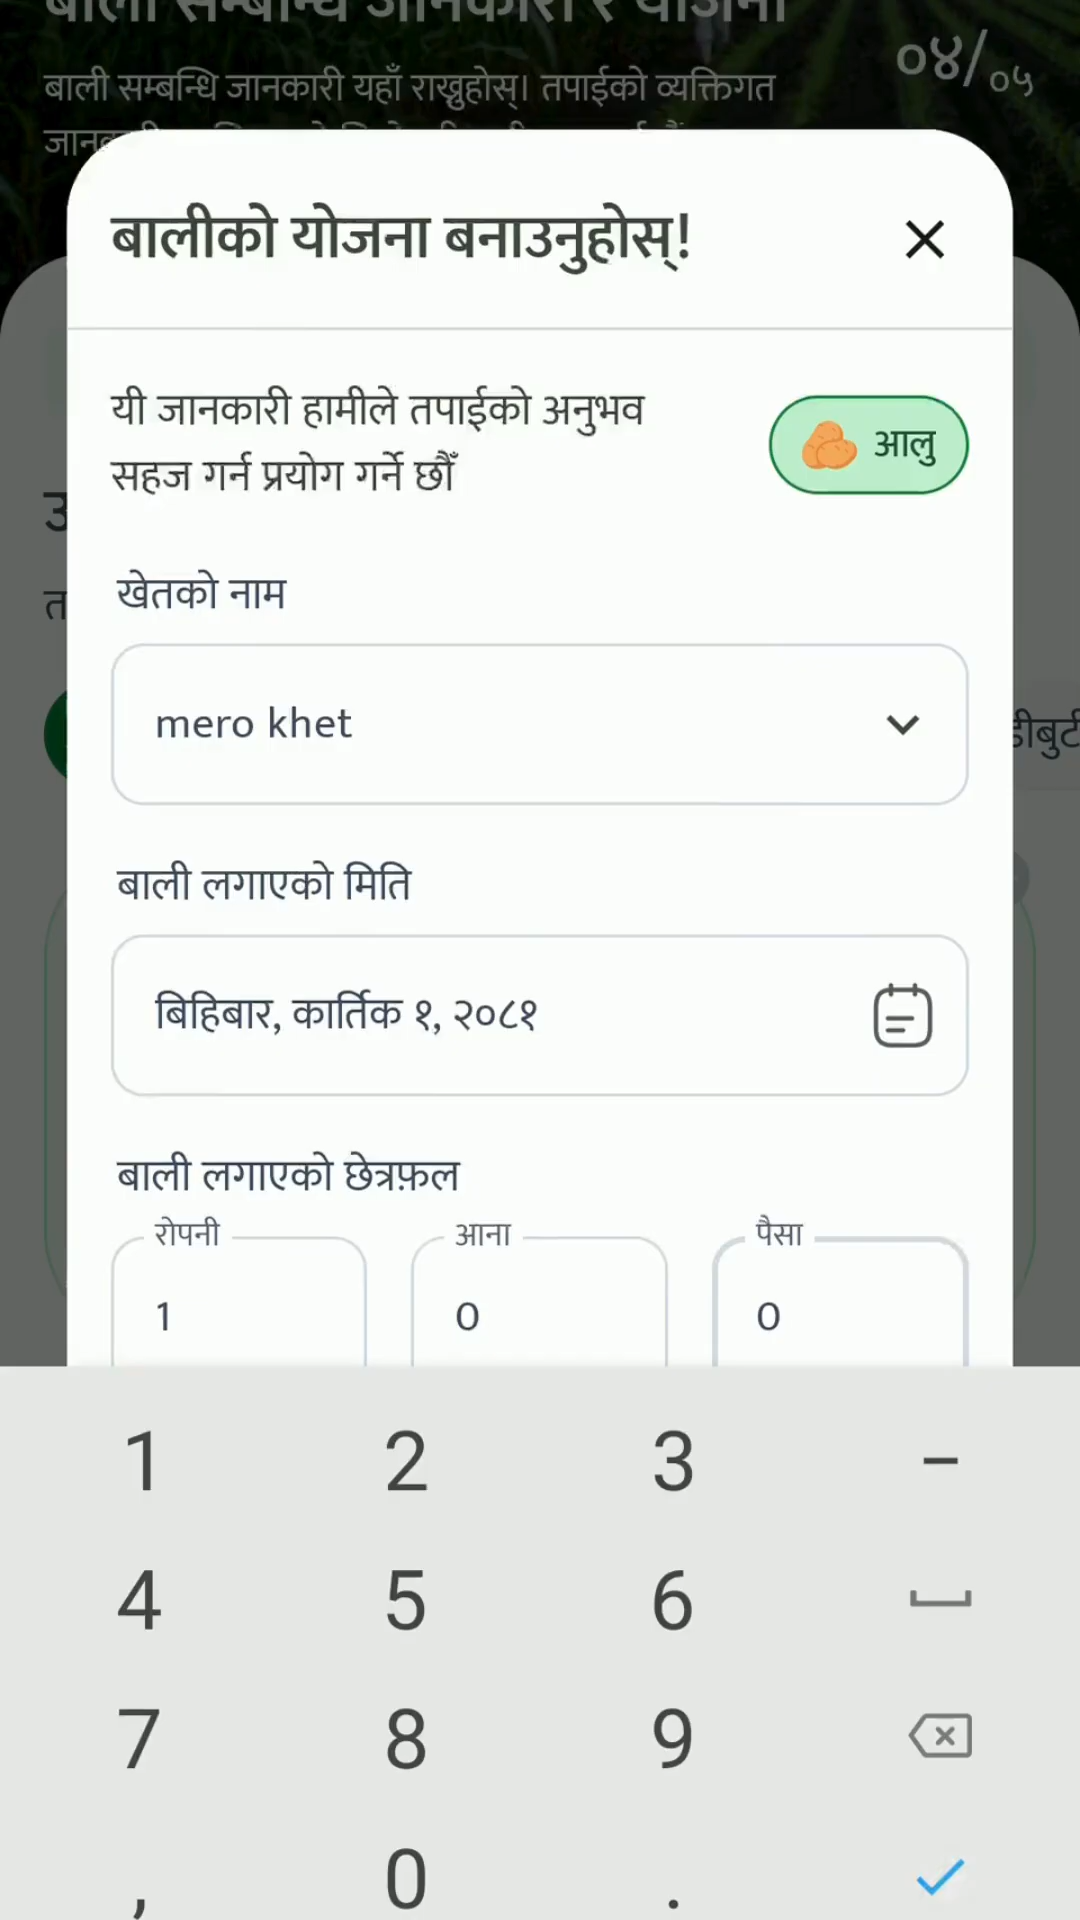 बाली सम्बन्धि जानकारी र योजना
०४/०५
बाली सम्बन्धि जानकारी यहाँ राख्नुहोस्। तपाईको व्यक्तिगत
बालीको योजना बनाउनुहोस्!
यी जानकारी हामीले तपाईको अनुभव
सहज गर्न प्रयोग गर्ने छौँ
आलु
खेतको नाम
mero khet
बाली लगाएको मिति
बिहिबार, कार्तिक १, २०८१
बाली लगाएको छेत्रफ़ल
रोपनी आना पैसा
1 0 0
1 2 3 –
4 5 6
7 8 9
, 0 .